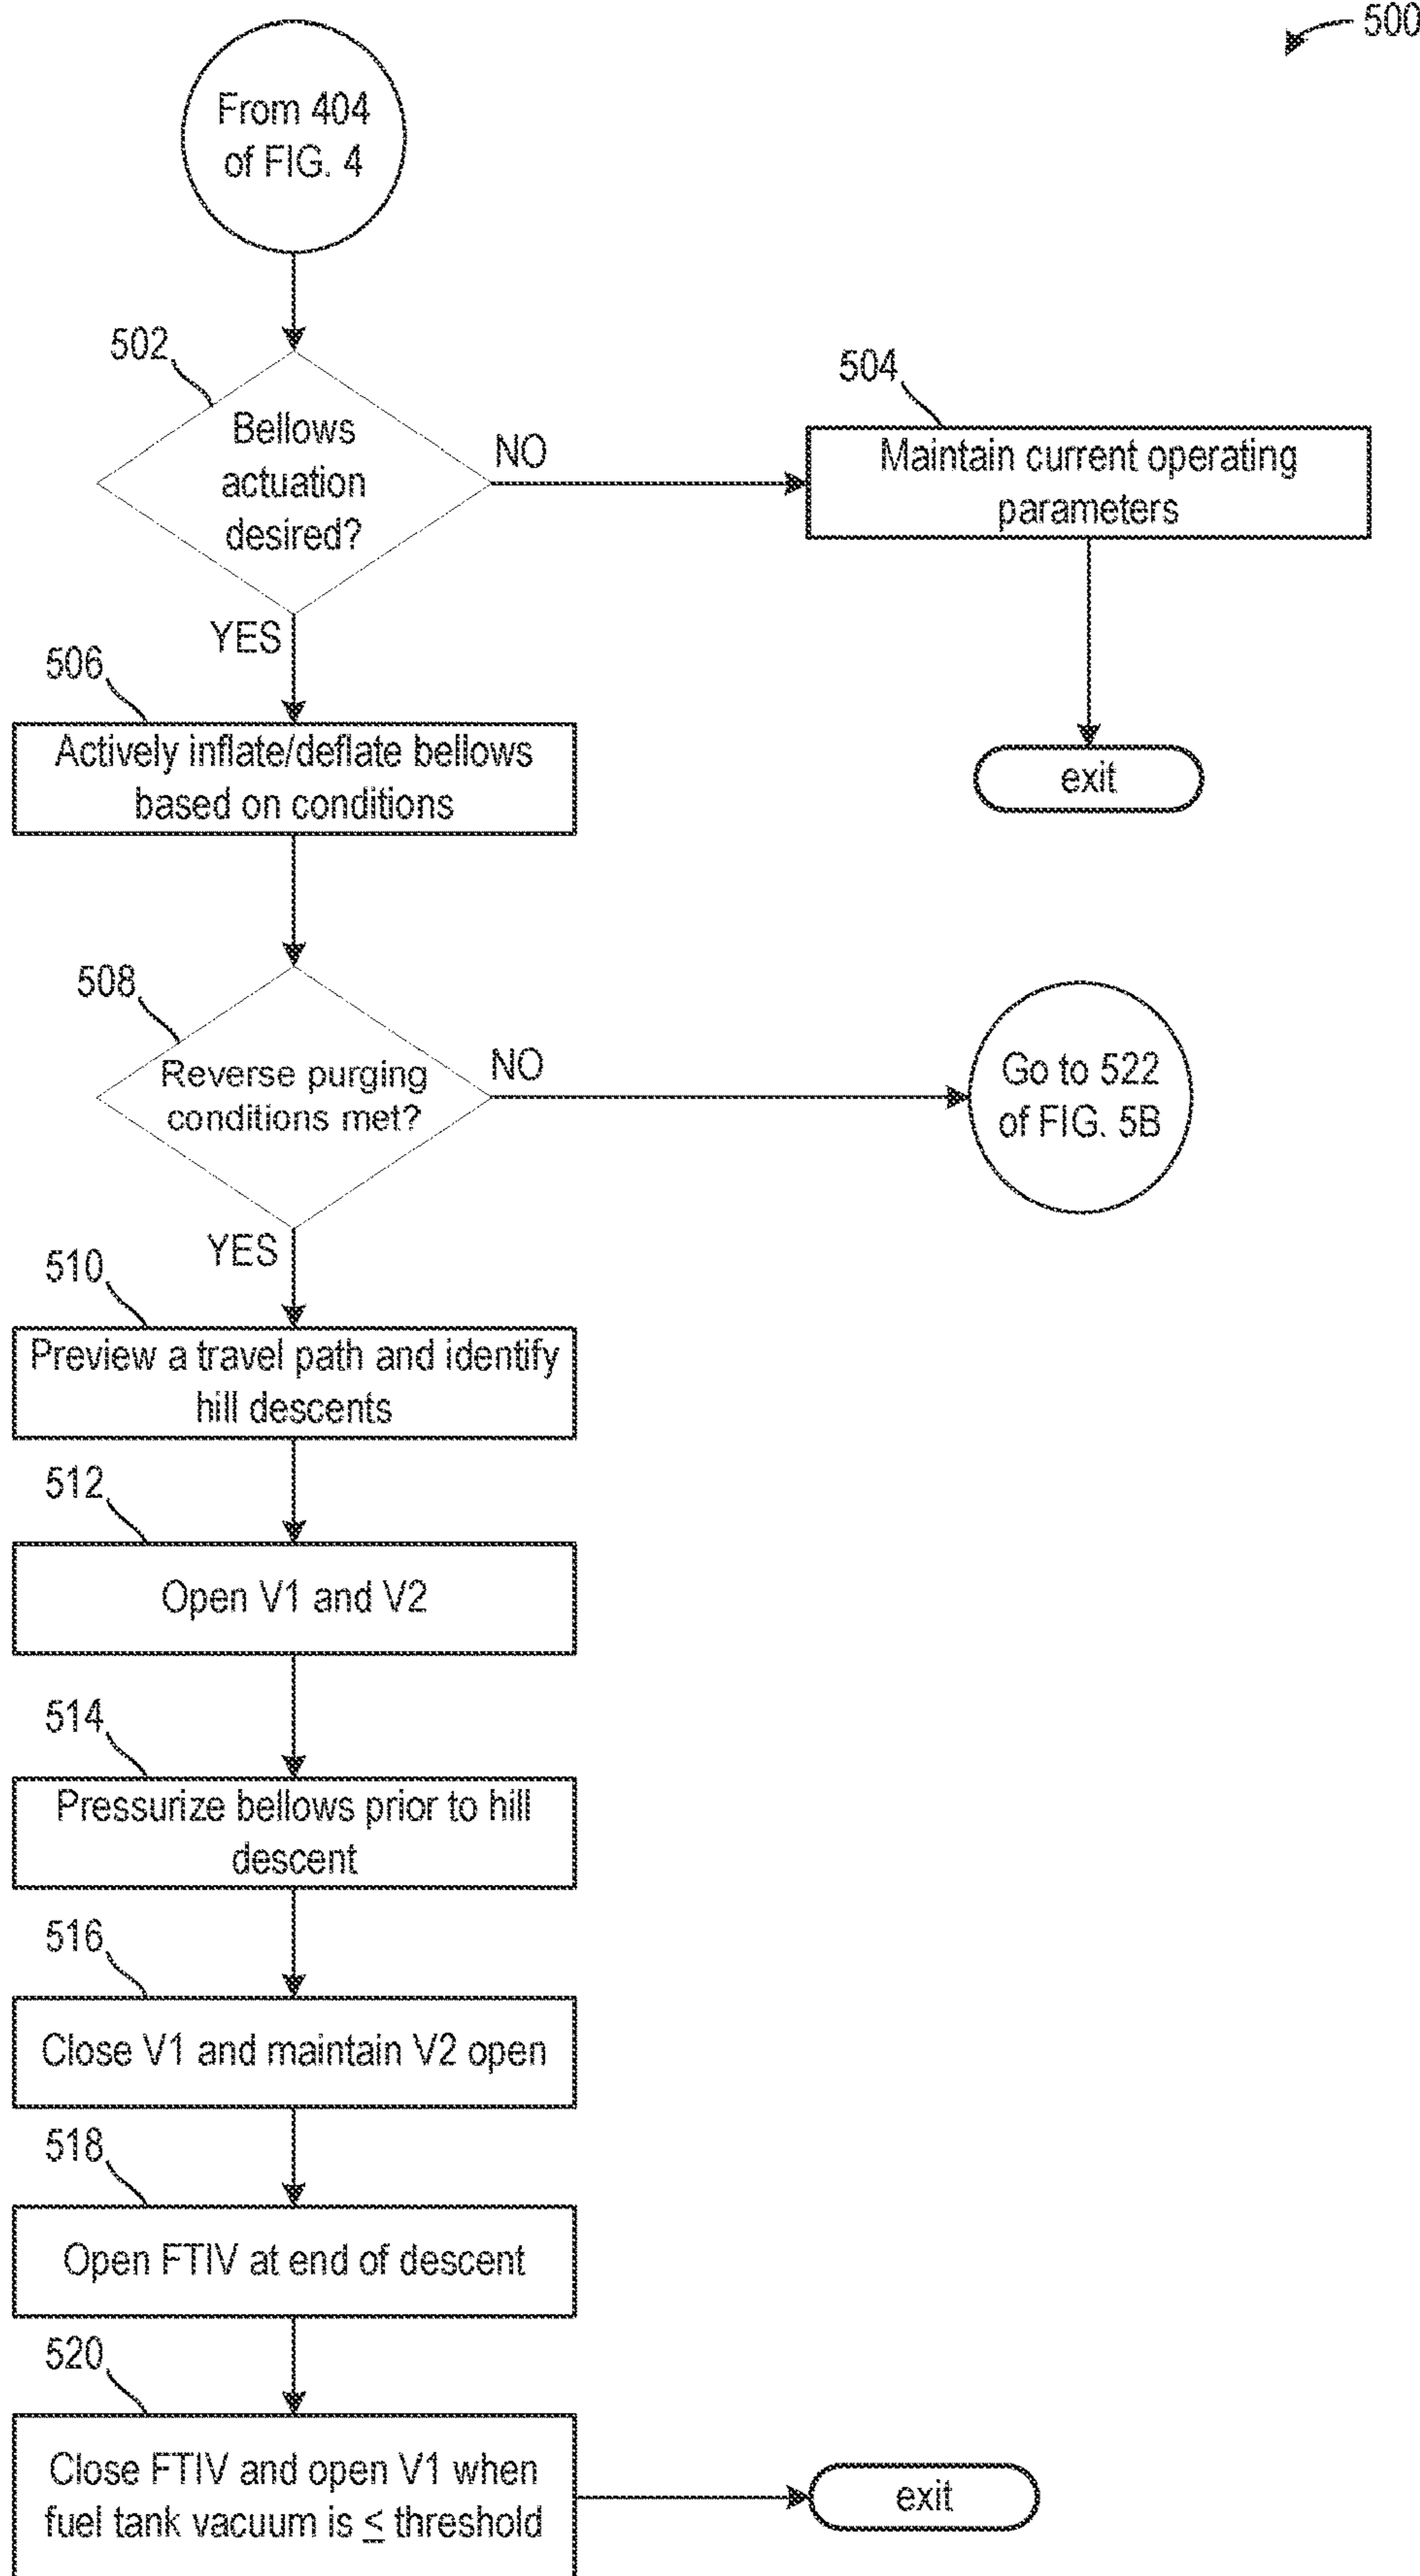 500
From 404
of FIG. 4
502
Bellows
actuation
desired?
NO
504
Maintain current operating
parameters
exit
YES
506
Actively inflate/deflate bellows
based on conditions
508
Reverse purging
conditions met?
NO
Go to 522
of FIG. 5B
YES
510
Preview a travel path and identify
hill descents
512
Open V1 and V2
514
Pressurize bellows prior to hill
descent
516
Close V1 and maintain V2 open
518
Open FTIV at end of descent
520
Close FTIV and open V1 when
fuel tank vacuum is ≤ threshold
exit